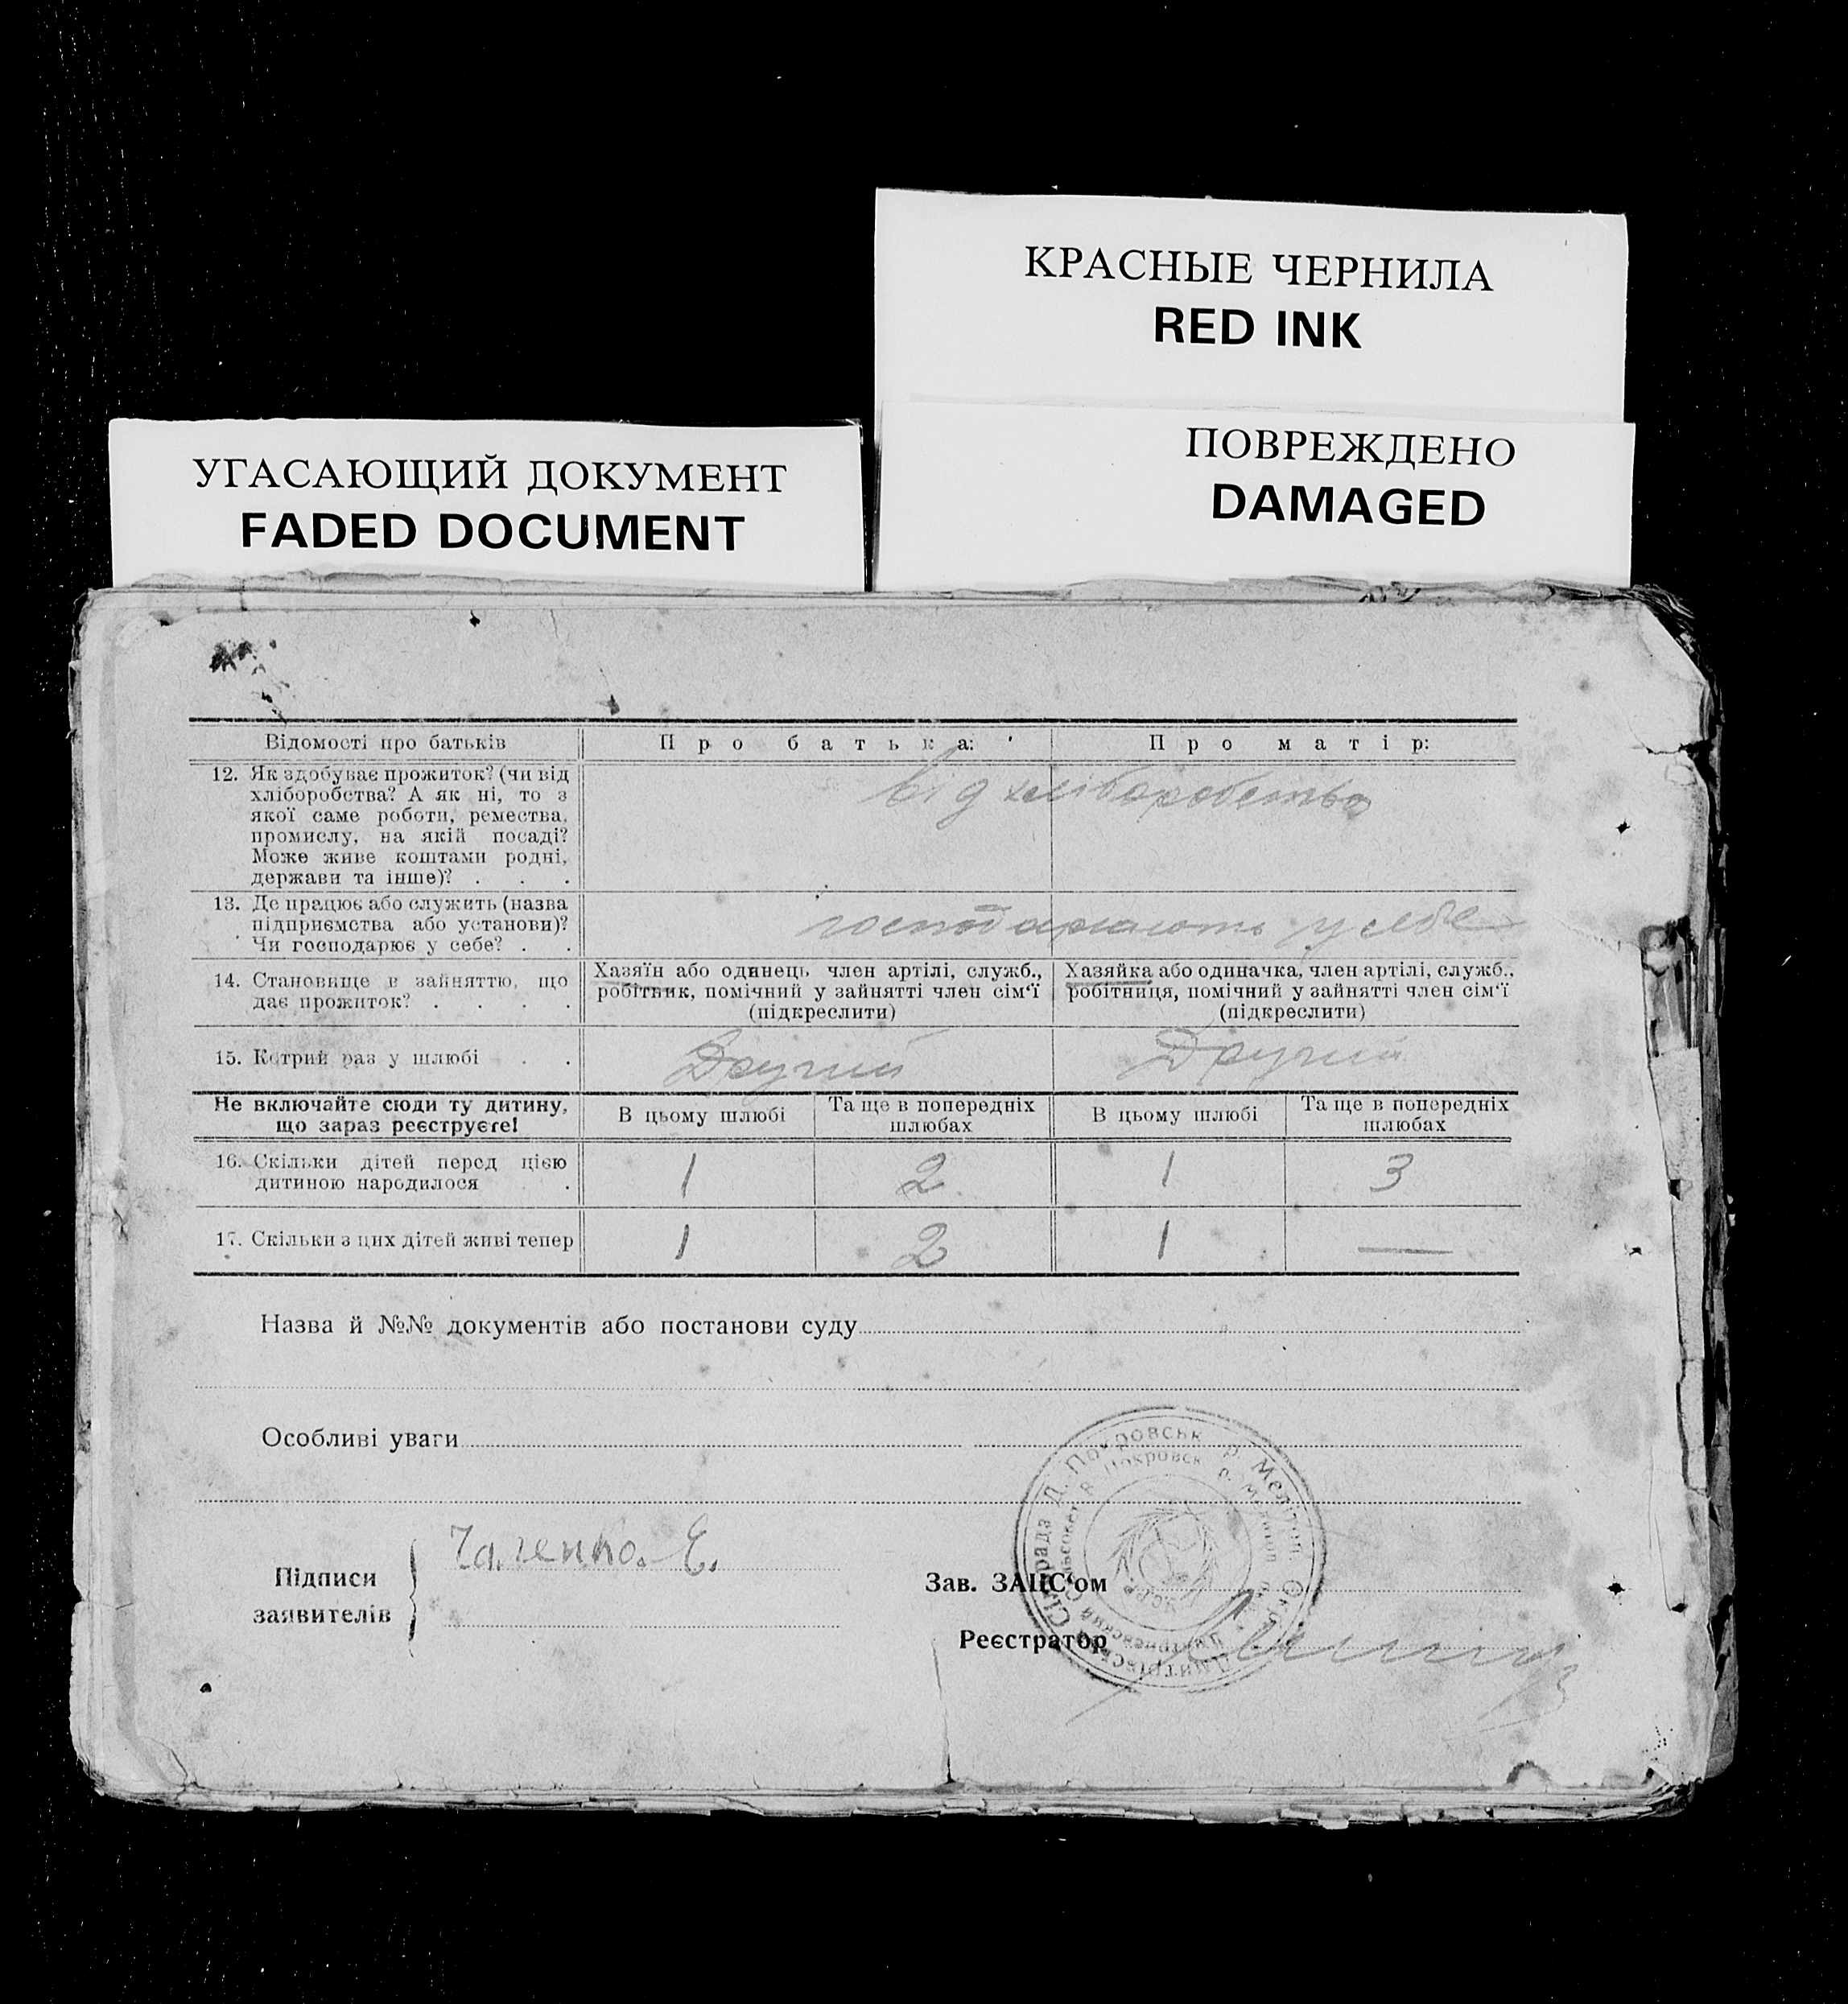 КРАСНЫЕ ЧЕРНИЛА
RED INK
ПОВРЕЖДЕНО
DAMAGED
УГАСАЮЩИЙ ДОКУМЕНТ
FADED DOCUMENT
Відомості про батьків
Про батька:
Про матір:
12. Як здобуває прожиток? (чи від
хліборобства? А як ні, то з
якої саме роботи, ремества,
промислу, на якій посаді?
Може живе коштами родні,
держави та інше)? . . .
від хліборобства
13. Де працює або служить (назва
підприємства або установи)?
Чи господарює у себе? . .
господарюють у себе
14. Становище в зайняттю, що
дає прожиток? . . . .
Хазяїн або одинець член артілі, служб.,
робітник, помічний у зайнятті член сім'ї
(підкреслити)
Хазяйка або одиначка, член артілі, служб.,
робітниця, помічний у зайнятті член сім'ї
(підкреслити)
15. Котрий раз у шлюбі . .
Другий
Другий
Не включайте сюди ту дитину,
що зараз реєструєте!
В цьому шлюбі
Та ще в попередніх
шлюбах
В цьому шлюбі
Та ще в попередніх
шлюбах
16. Скільки дітей перед цією
дитиною народилося .
1 2 1 3
17. Скільки з цих дітей живі тепер
1 2 1 —
Назва й №№ документів або постанови суду
Особливі уваги
Підписи
заявителів
Е.
Зав. ЗАПС'ом
Реєстратор
Сількрада Д. Покровськ р. Меліtоп. Окр.
Покровск р. Мелитоп